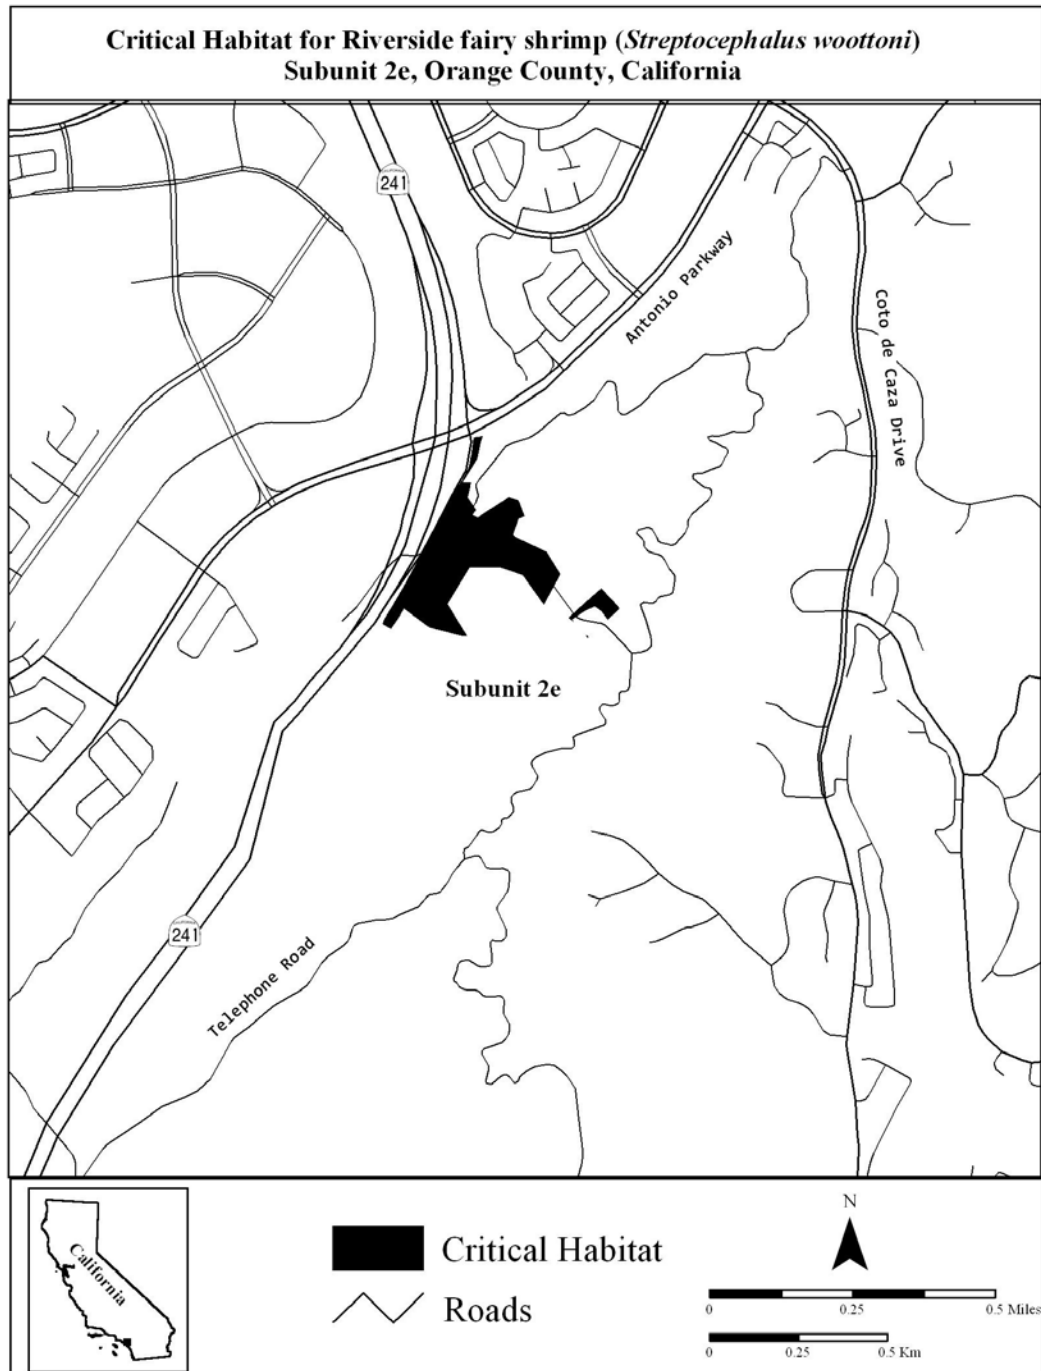 Critical Habitat for Riverside fairy shrimp (Streptocephalus woottoni)
Subunit 2e, Orange County, California
241
Antonio Parkway
Coto de Caza Drive
Subunit 2e
241
Telephone Road
California
Critical Habitat
Roads
N
0 0.25 0.5 Miles
0 0.25 0.5 Km